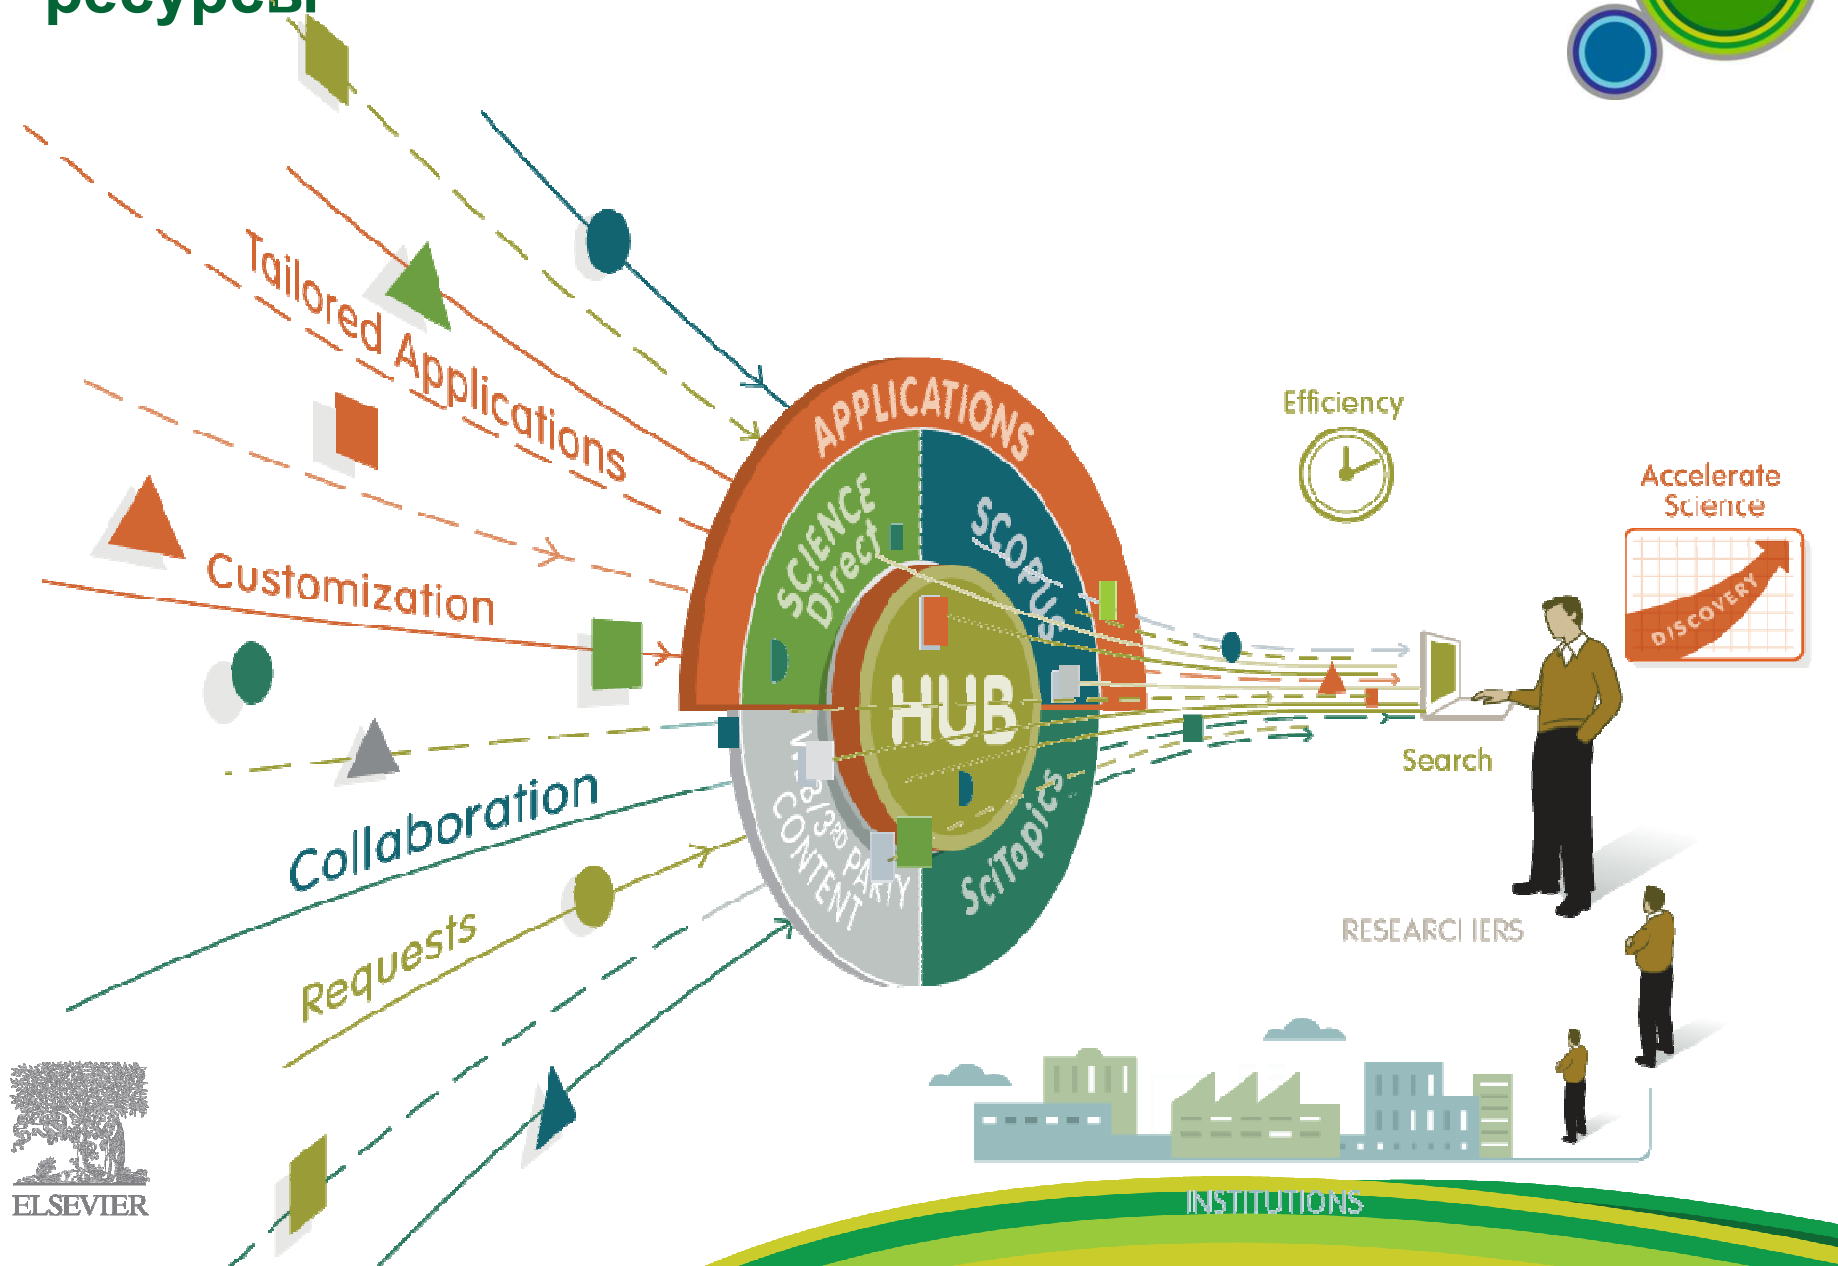 ресурсы
Tailored Applications
Customization
Collaboration
Requests
APPLICATIONS
SCIENCE
Direct
SCOPUS
HUB
PARTY
CONTENT
SciTopics
Efficiency
Accelerate
Science
DISCOVERY
Search
RESEARCHERS
INSTITUTIONS
ELSEVIER